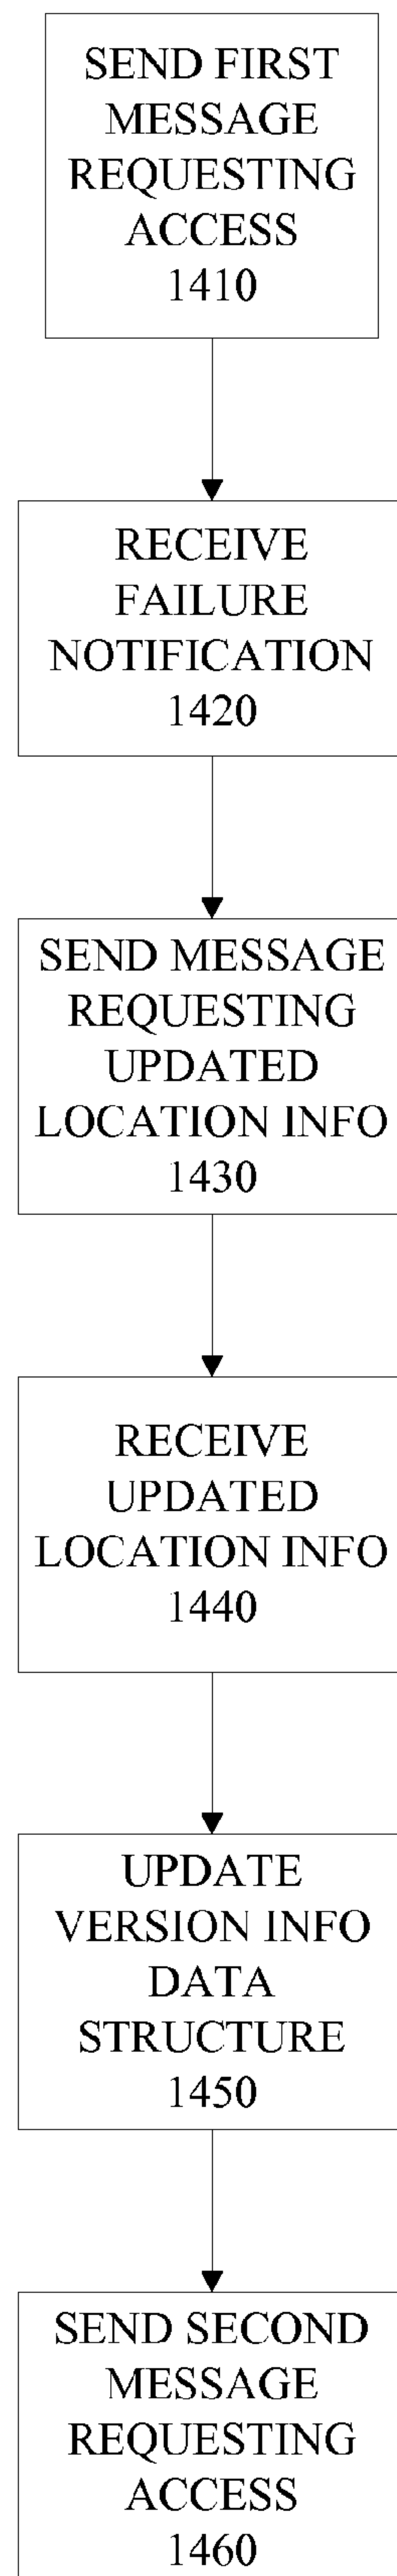 SEND FIRST
MESSAGE
REQUESTING
ACCESS
1410
RECEIVE
FAILURE
NOTIFICATION
1420
SEND MESSAGE
REQUESTING
UPDATED
LOCATION INFO
1430
RECEIVE
UPDATED
LOCATION INFO
1440
UPDATE
VERSION INFO
DATA
STRUCTURE
1450
SEND SECOND
MESSAGE
REQUESTING
ACCESS
1460